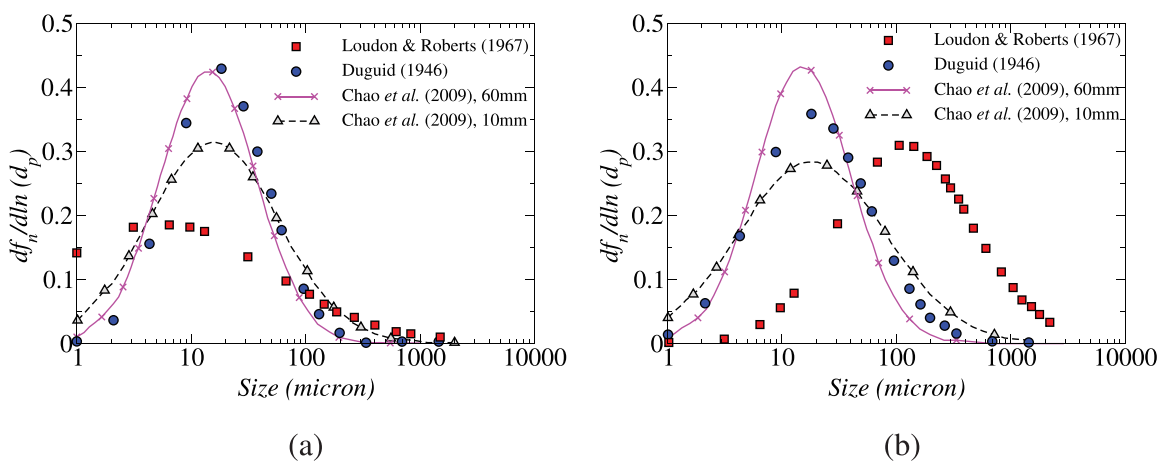 0.5
0.4
0.3
0.2
0.1
0
df_n/dln (d_p)
Loudon & Roberts (1967)
Duguid (1946)
Chao et al. (2009), 60mm
Chao et al. (2009), 10mm
1 10 100 1000 10000
Size (micron)
(a)
0.5
0.4
0.3
0.2
0.1
0
df_n/dln (d_p)
Loudon & Roberts (1967)
Duguid (1946)
Chao et al. (2009), 60mm
Chao et al. (2009), 10mm
1 10 100 1000 10000
Size (micron)
(b)